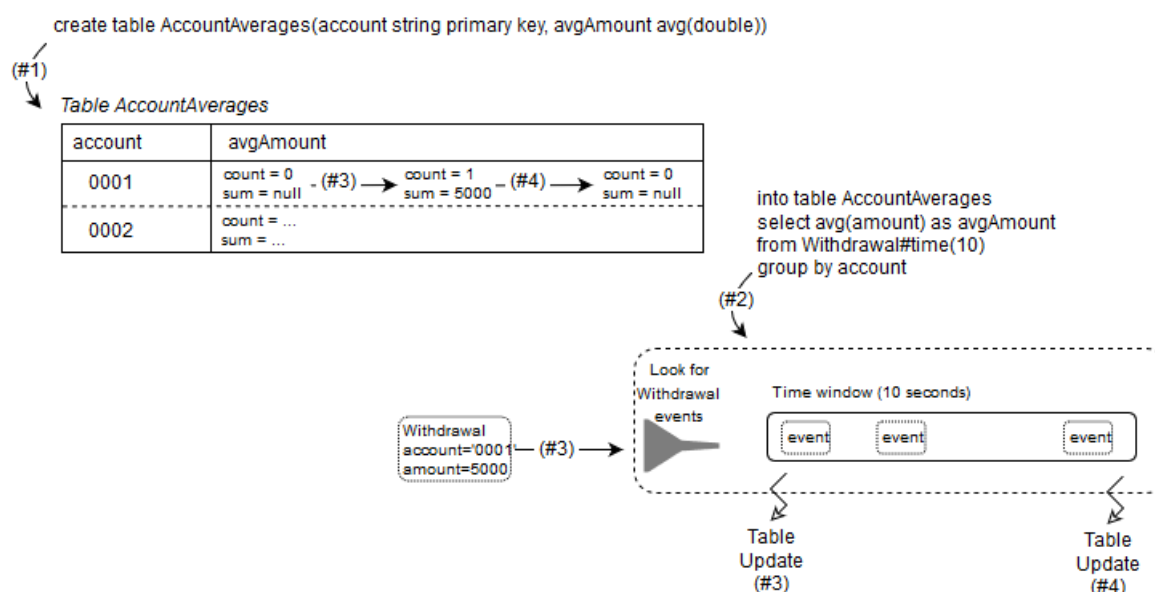 create table AccountAverages(account string primary key, avgAmount avg(double))
(#1)
Table AccountAverages
account avgAmount
0001
count = 0
sum = null
- (#3)
count = 1
sum = 5000
- (#4)
count = 0
sum = null
0002
count = ...
sum = ...
into table AccountAverages
select avg(amount) as avgAmount
from Withdrawal#time(10)
group by account
(#2)
Look for
Withdrawal
events
Time window (10 seconds)
event event event
Withdrawal
account='0001'
amount=5000
(#3)
Table
Update
(#3)
Table
Update
(#4)